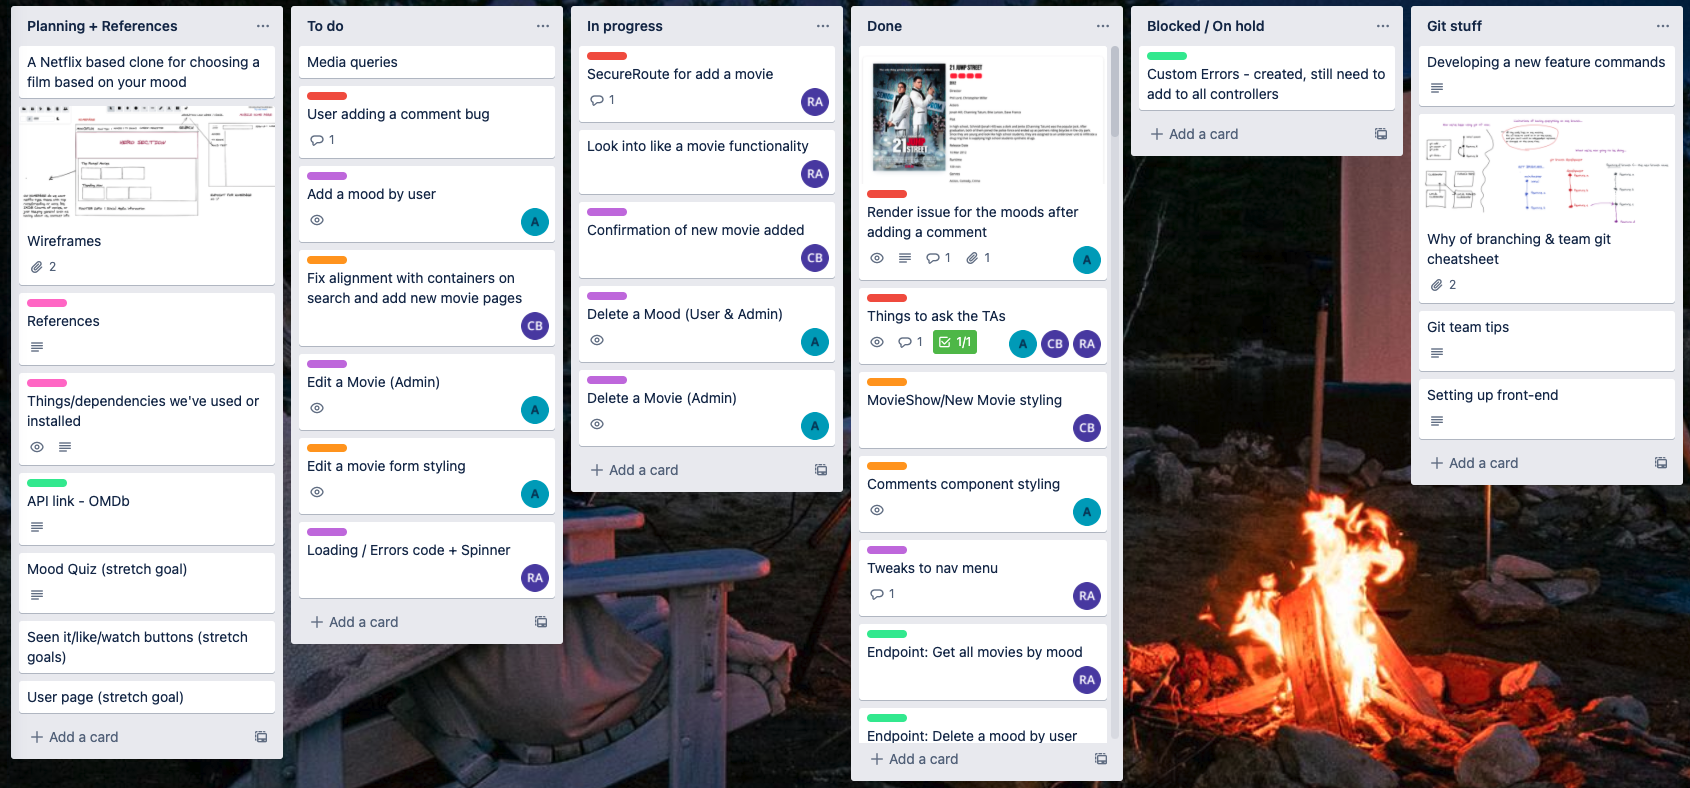 Planning + References
A Netflix based clone for choosing a
film based on your mood
HERO SECTION
Wireframes
2
References
Things/dependencies we've used or
installed
API link - OMDb
Mood Quiz (stretch goal)
Seen it/like/watch buttons (stretch
goals)
User page (stretch goal)
Add a card
To do
Media queries
User adding a comment bug
1
Add a mood by user
A
Fix alignment with containers on
search and add new movie pages
CB
Edit a Movie (Admin)
A
Edit a movie form styling
A
Loading / Errors code + Spinner
RA
Add a card
In progress
SecureRoute for add a movie
1
RA
Look into like a movie functionality
RA
Confirmation of new movie added
CB
Delete a Mood (User & Admin)
A
Delete a Movie (Admin)
A
Add a card
Done
21 JUMP STREET
Render issue for the moods after
adding a comment
1 1
A
Things to ask the TAs
1 1/1
A CB RA
MovieShow/New Movie styling
CB
Comments component styling
A
Tweaks to nav menu
1
RA
Endpoint: Get all movies by mood
RA
Endpoint: Delete a mood by user
Add a card
Blocked / On hold
Custom Errors - created, still need to
add to all controllers
Add a card
Git stuff
Developing a new feature commands
Why of branching & team git
cheatsheet
2
Git team tips
Setting up front-end
Add a card